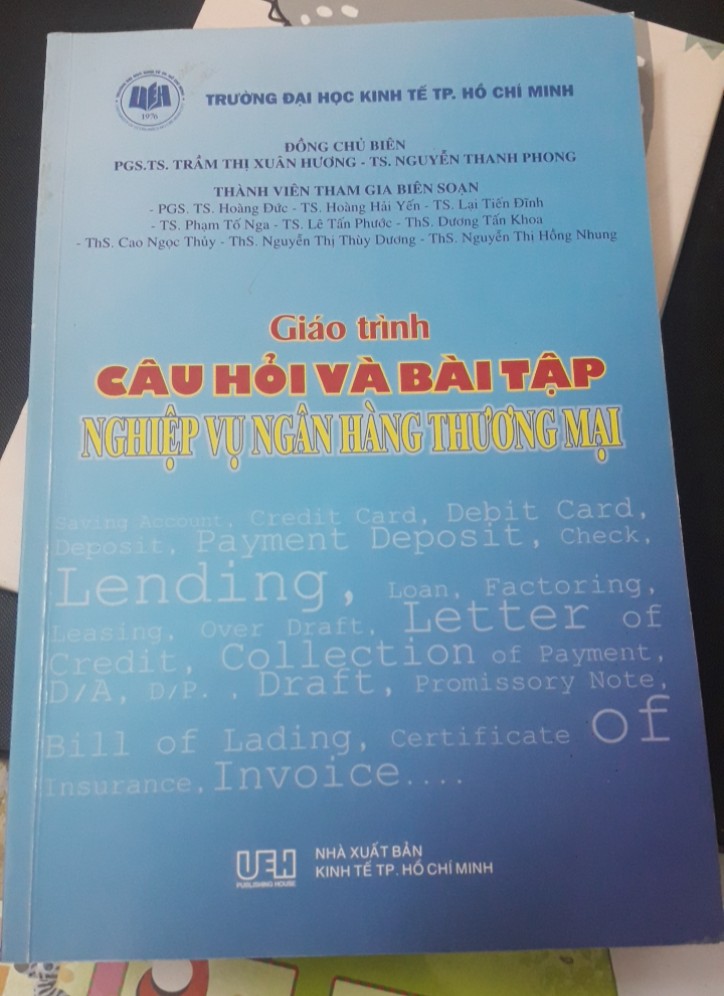 UEH
1976
TRƯỜNG ĐẠI HỌC KINH TẾ TP. HỒ CHÍ MINH
ĐỒNG CHỦ BIÊN
PGS.TS. TRẦM THỊ XUÂN HƯƠNG - TS. NGUYỄN THANH PHONG
THÀNH VIÊN THAM GIA BIÊN SOẠN
- PGS. TS. Hoàng Đức - TS. Hoàng Hải Yến - TS. Lại Tiến Dĩnh
- TS. Phạm Tố Nga - TS. Lê Tấn Phước - ThS. Dương Tấn Khoa
- ThS. Cao Ngọc Thủy - ThS. Nguyễn Thị Thùy Dương - ThS. Nguyễn Thị Hồng Nhung
Giáo trình
CÂU HỎI VÀ BÀI TẬP
NGHIỆP VỤ NGÂN HÀNG THƯƠNG MẠI
Saving Account, Credit Card, Debit Card,
Deposit, Payment Deposit, Check,
Lending, Loan, Factoring,
Leasing, Over Draft, Letter of
Credit, Collection of Payment,
D/A, D/P. , Draft, Promissory Note,
Bill of Lading, Certificate of
Insurance, Invoice....
UEH
PUBLISHING HOUSE
NHÀ XUẤT BẢN
KINH TẾ TP. HỒ CHÍ MINH